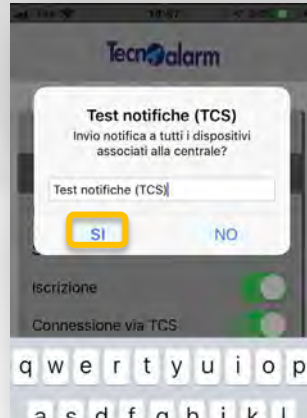 Tecnoalarm
Test notifiche (TCS)
Invio notifica a tutti i dispositivi
associati alla centrale?
Test notifiche (TCS)
SI NO
Iscrizione
Connessione via TCS
q w e r t y u i o p
a s d f g h j k l